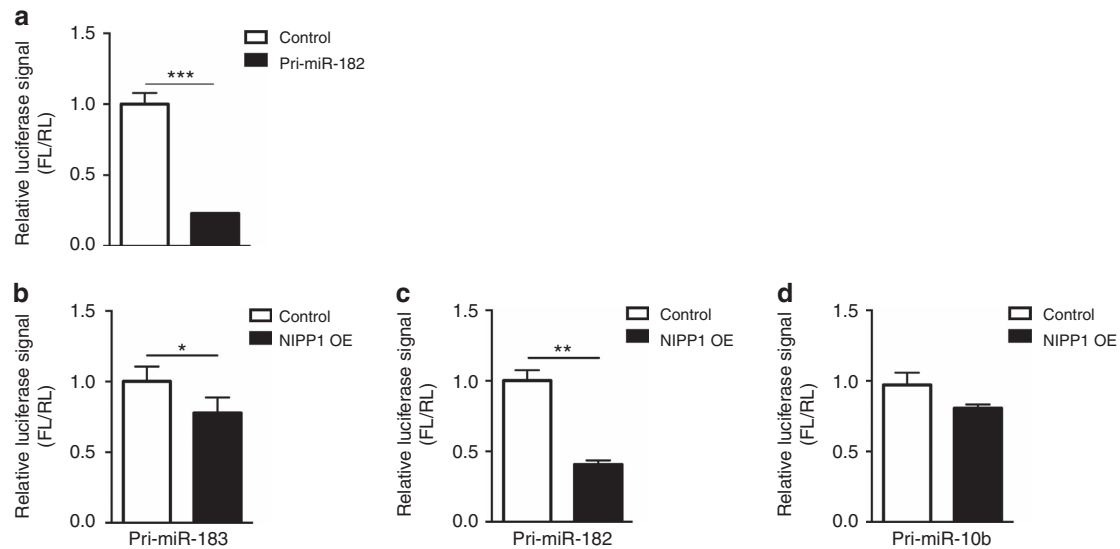 a
Relative luciferase signal
(FL/RL)
1.5
1.0
0.5
0.0
***
Control
Pri-miR-182
b
Relative luciferase signal
(FL/RL)
1.5
1.0
0.5
0.0
*
Control
NIPP1 OE
Pri-miR-183
c
Relative luciferase signal
(FL/RL)
1.5
1.0
0.5
0.0
**
Control
NIPP1 OE
Pri-miR-182
d
Relative luciferase signal
(FL/RL)
1.5
1.0
0.5
0.0
Control
NIPP1 OE
Pri-miR-10b